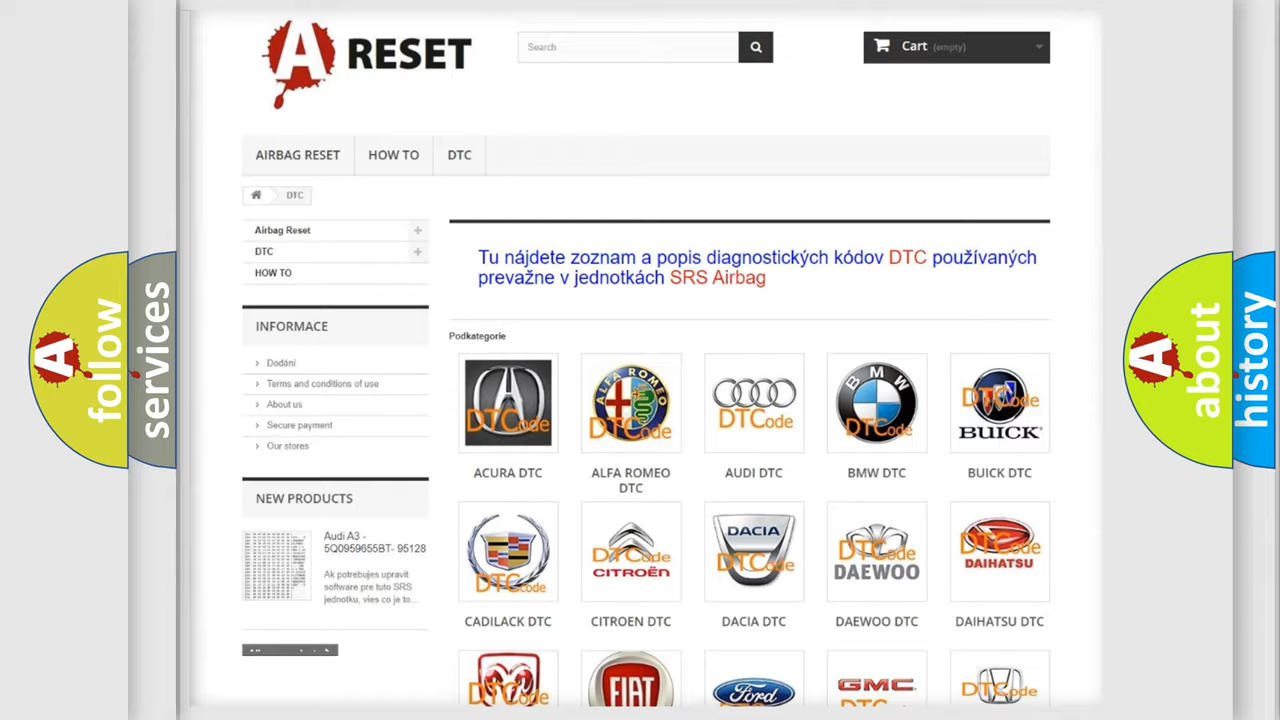 A RESET
Search
Cart (empty)
AIRBAG RESET
HOW TO
DTC
DTC
Airbag Reset
DTC
HOW TO
INFORMACE
Dodání
Terms and conditions of use
About us
Secure payment
Our stores
NEW PRODUCTS
Audi A3 -
5Q0959655BT- 95128
Ak potrebujes upravit
software pre tuto SRS
jednotku, vies co je to...
Tu nájdete zoznam a popis diagnostických kódov DTC používaných
prevažne v jednotkách SRS Airbag
Podkategorie
DTCode
ALFA ROMEO
DTCode
DTCode
BMW
DTCode
DTCode
BUICK
ACURA DTC
ALFA ROMEO
DTC
AUDI DTC
BMW DTC
BUICK DTC
DTCode
DTCode
CITROËN
DACIA
DTCode
DTCode
DAEWOO
DTCode
DAIHATSU
CADILACK DTC
CITROEN DTC
DACIA DTC
DAEWOO DTC
DAIHATSU DTC
DTCode
FIAT
Ford
GMC
DTCode
A follow
services
A about
history